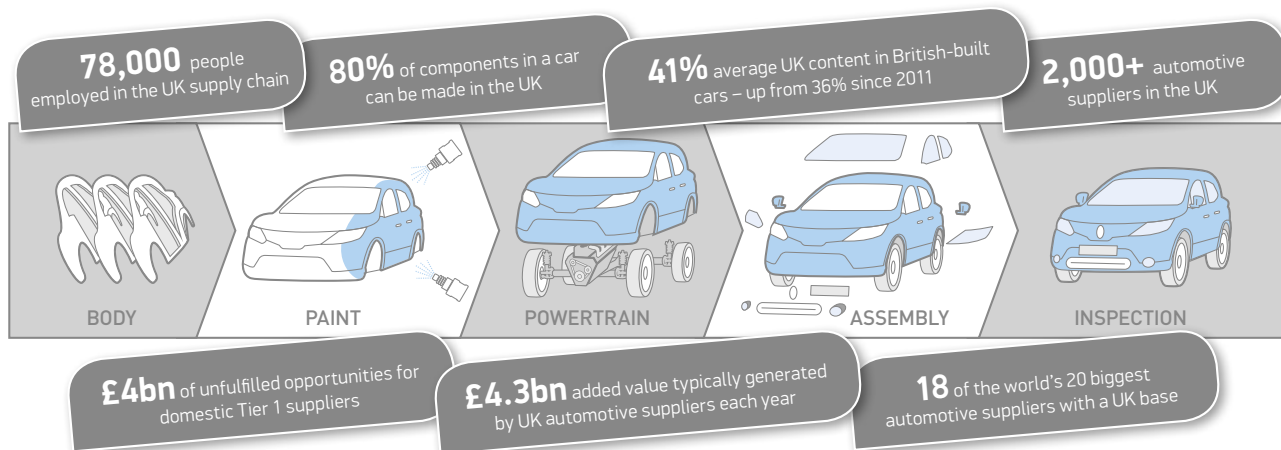 78,000 people
employed in the UK supply chain
80% of components in a car
can be made in the UK
41% average UK content in British-built
cars – up from 36% since 2011
2,000+ automotive
suppliers in the UK
BODY
PAINT
POWERTRAIN
ASSEMBLY
INSPECTION
£4bn of unfulfilled opportunities for
domestic Tier 1 suppliers
£4.3bn added value typically generated
by UK automotive suppliers each year
18 of the world's 20 biggest
automotive suppliers with a UK base